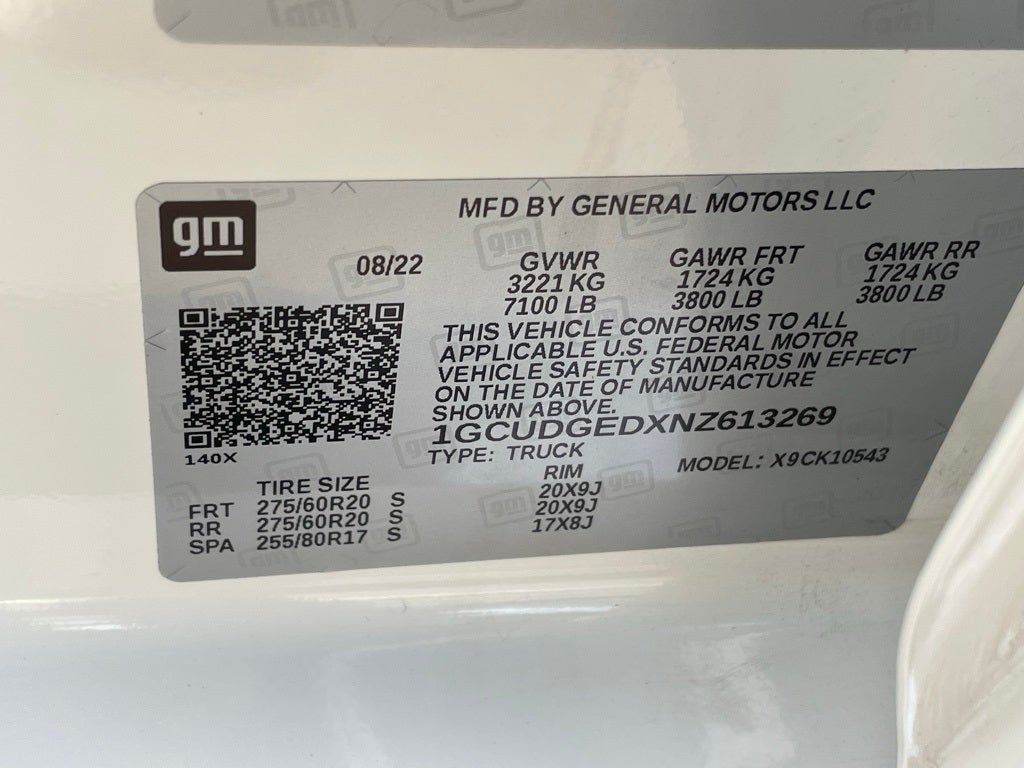 gm
MFD BY GENERAL MOTORS LLC
08/22
GVWR GAWR FRT GAWR RR
3221 KG 1724 KG 1724 KG
7100 LB 3800 LB 3800 LB
THIS VEHICLE CONFORMS TO ALL
APPLICABLE U.S. FEDERAL MOTOR
VEHICLE SAFETY STANDARDS IN EFFECT
ON THE DATE OF MANUFACTURE
SHOWN ABOVE.
1GCUDGEDXNZ613269
140X
TYPE: TRUCK MODEL: X9CK10543
TIRE SIZE RIM
FRT 275/60R20 S 20X9J
RR 275/60R20 S 20X9J
SPA 255/80R17 S 17X8J